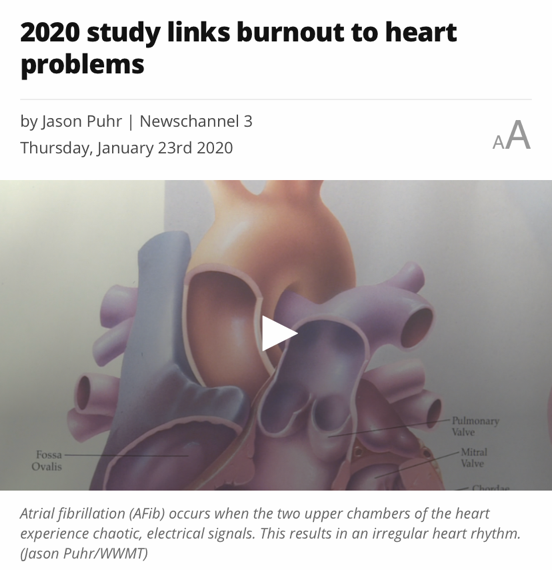 2020 study links burnout to heart
problems
by Jason Puhr | Newschannel 3
Thursday, January 23rd 2020
AA
Fossa
Ovalis
Pulmonary
Valve
Mitral
Valve
Chordae
Atrial fibrillation (AFib) occurs when the two upper chambers of the heart
experience chaotic, electrical signals. This results in an irregular heart rhythm.
(Jason Puhr/WWMT)